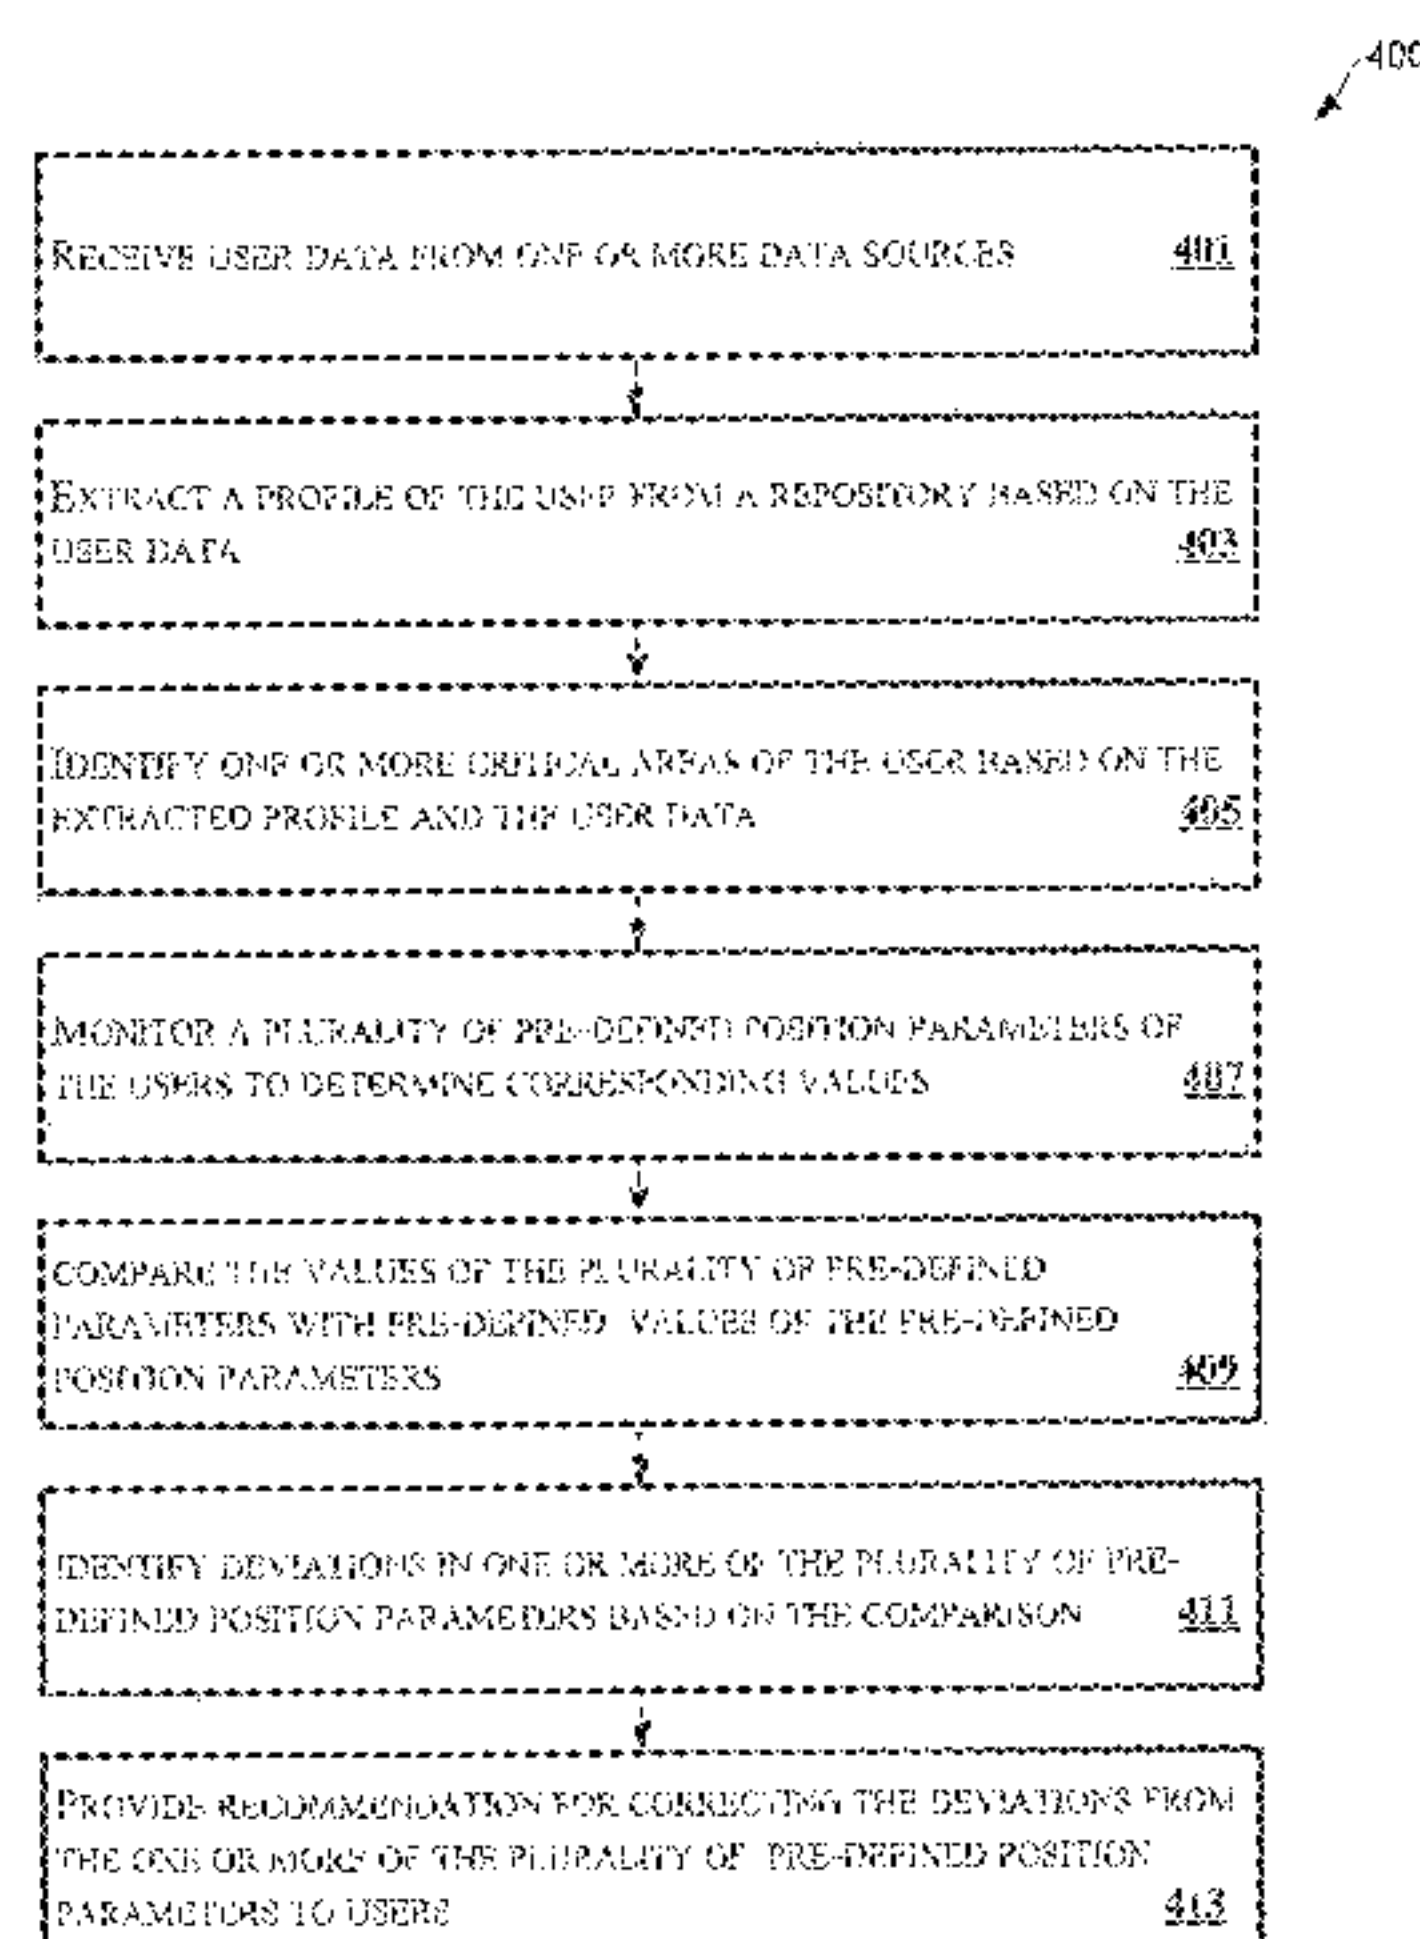 400
RECEIVE USER DATA FROM ONE OR MORE DATA SOURCES 401
EXTRACT A PROFILE OF THE USER FROM A REPOSITORY BASED ON THE
USER DATA 403
IDENTIFY ONE OR MORE CRITICAL AREAS OF THE USER BASED ON THE
EXTRACTED PROFILE AND THE USER DATA 405
MONITOR A PLURALITY OF PRE-DEFINED POSITION PARAMETERS OF
THE USERS TO DETERMINE CORRESPONDING VALUES 407
COMPARE THE VALUES OF THE PLURALITY OF PRE-DEFINED
PARAMETERS WITH PRE-DEFINED VALUES OF THE PRE-DEFINED
POSITION PARAMETERS 409
IDENTIFY DEVIATIONS IN ONE OR MORE OF THE PLURALITY OF PRE-
DEFINED POSITION PARAMETERS BASED ON THE COMPARISON 411
PROVIDE RECOMMENDATION FOR CORRECTING THE DEVIATIONS FROM
THE ONE OR MORE OF THE PLURALITY OF PRE-DEFINED POSITION
PARAMETERS TO USERS 413